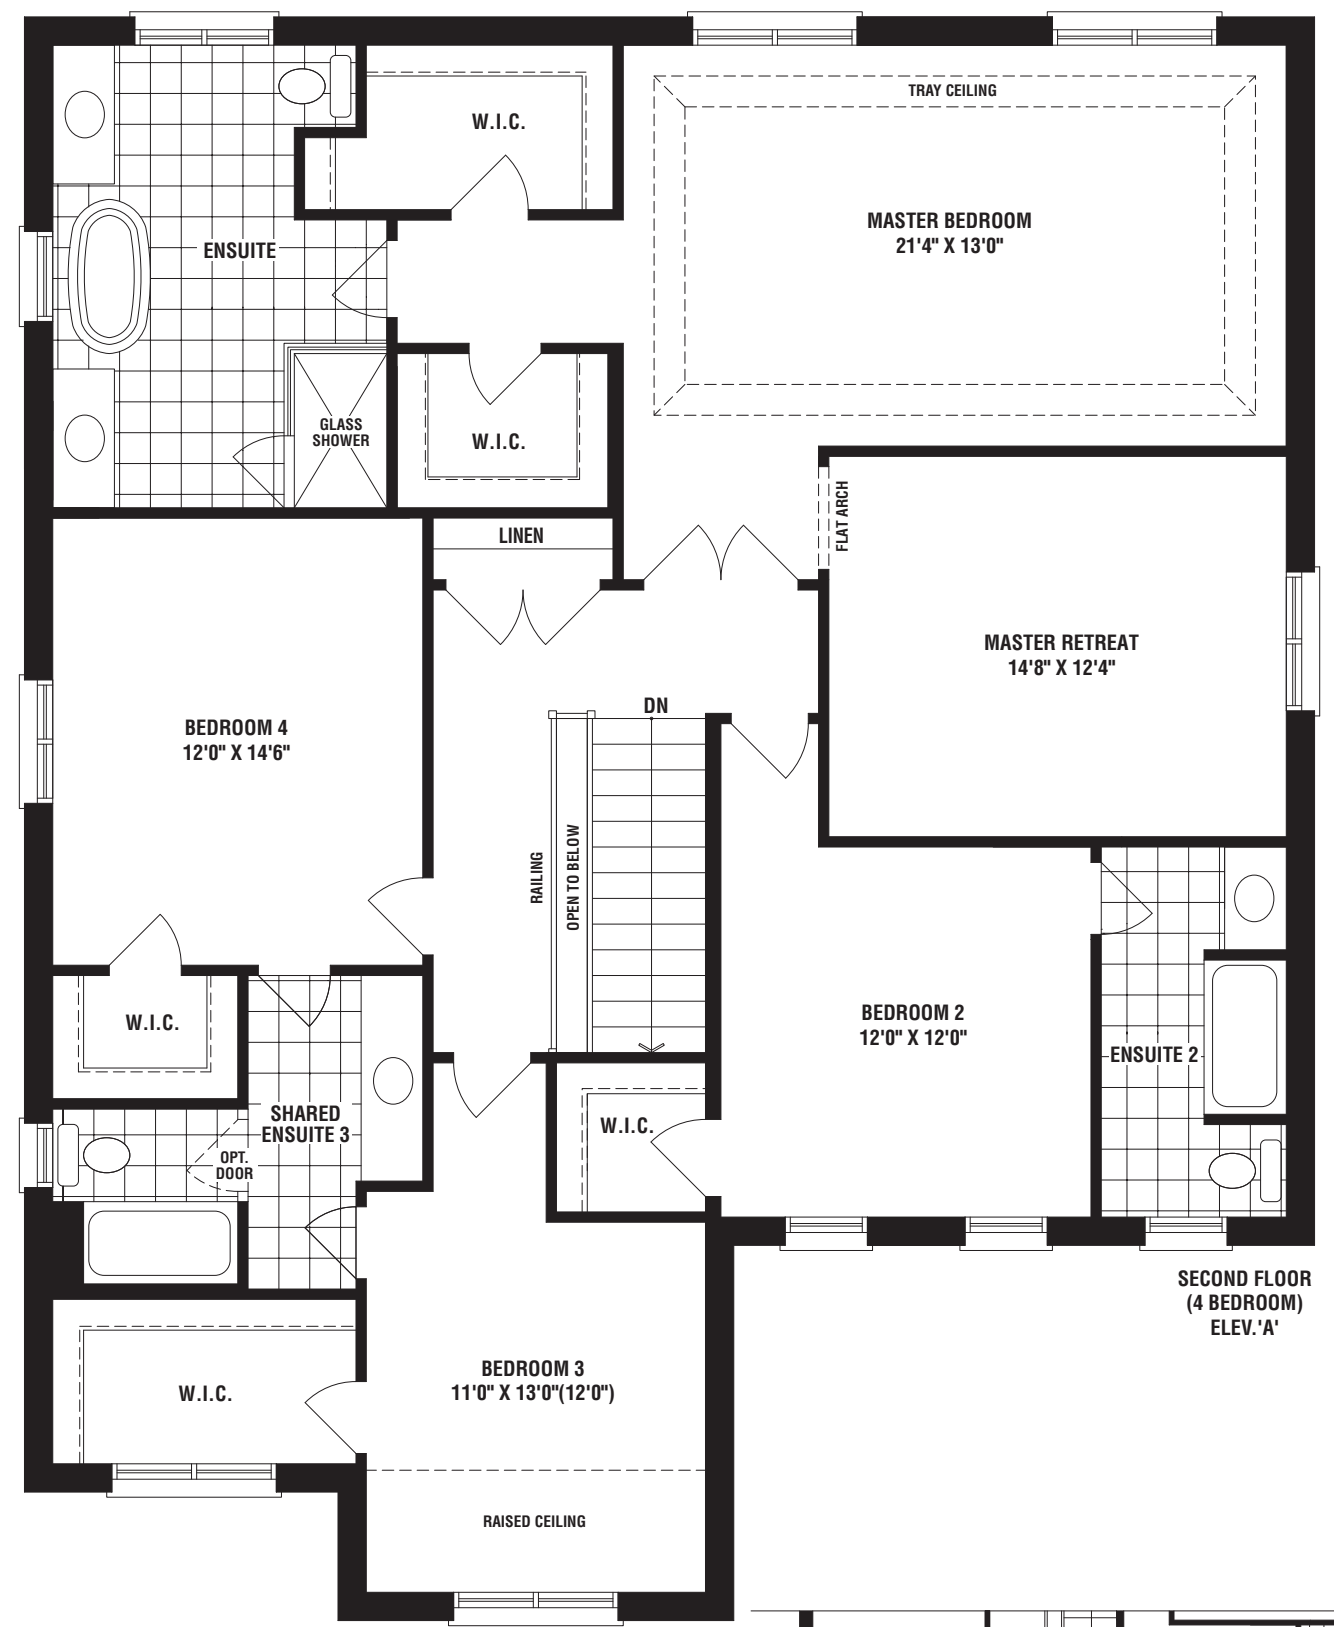 TRAY CEILING
W.I.C.
MASTER BEDROOM
21'4" X 13'0"
ENSUITE
GLASS
SHOWER
W.I.C.
FLAT ARCH
LINEN
MASTER RETREAT
14'8" X 12'4"
DN
BEDROOM 4
12'0" X 14'6"
RAILING
OPEN TO BELOW
BEDROOM 2
12'0" X 12'0"
W.I.C.
ENSUITE 2
SHARED
ENSUITE 3
W.I.C.
OPT.
DOOR
SECOND FLOOR
(4 BEDROOM)
ELEV.'A'
BEDROOM 3
11'0" X 13'0"(12'0")
W.I.C.
RAISED CEILING